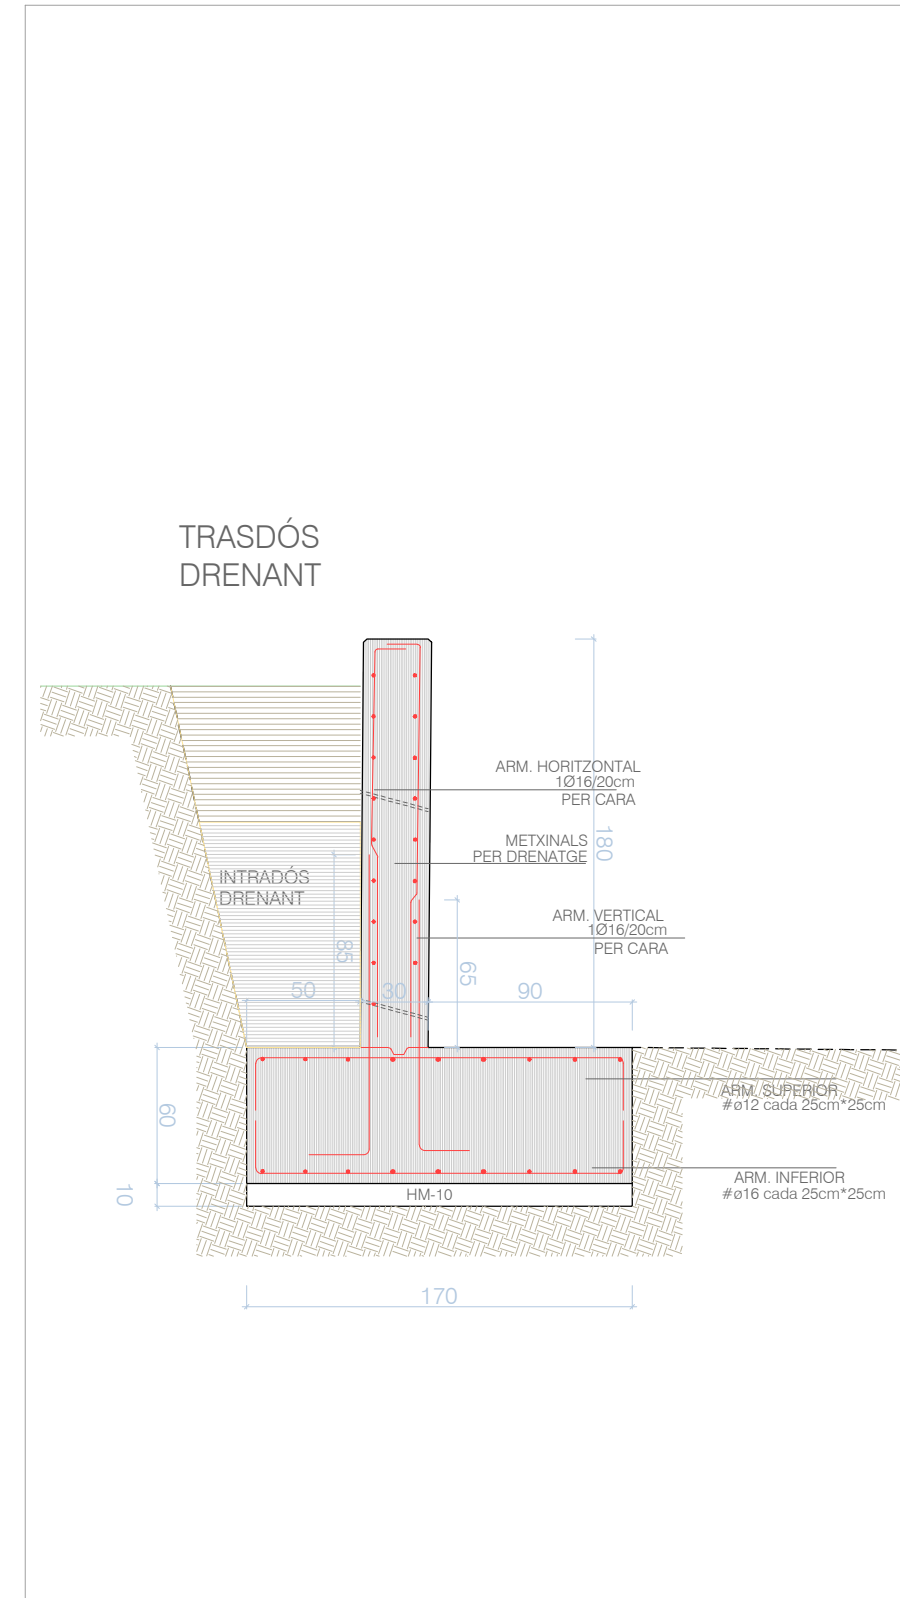 TRASDÓS
DRENANT
ARM. HORITZONTAL
1Ø16/20cm
PER CARA
METXINALS
PER DRENATGE
180
INTRADÓS
DRENANT
ARM. VERTICAL
1Ø16/20cm
PER CARA
85
65
50
30
90
ARM. SUPERIOR
#ø12 cada 25cm*25cm
60
ARM. INFERIOR
#ø16 cada 25cm*25cm
10
HM-10
170